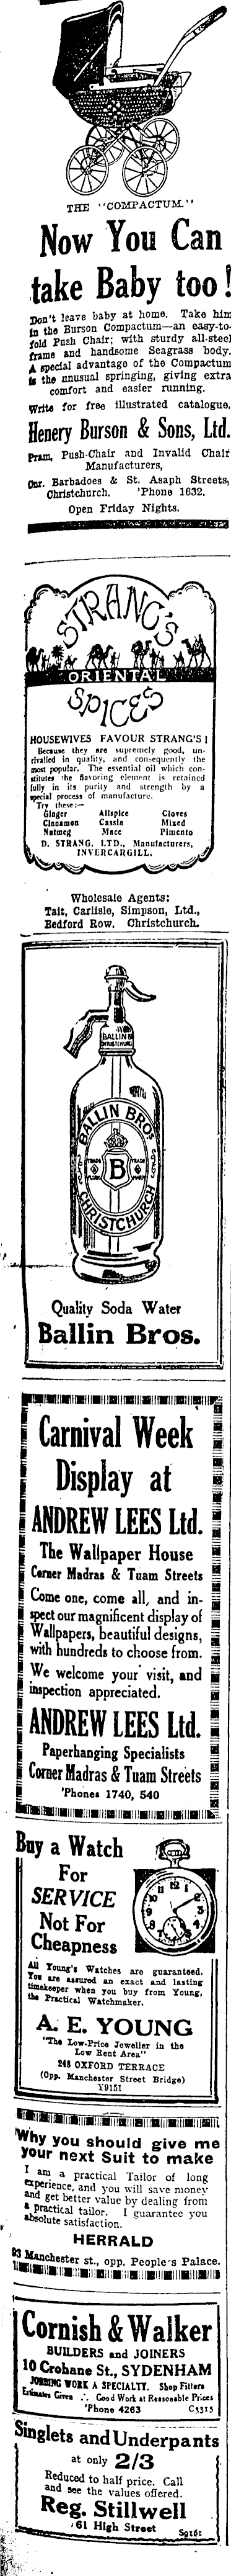 THE "COMPACTUM."
Now You Can
take Baby too!
Don't leave baby at home. Take him
in the Burson Compactum—an easy-to-
fold Push Chair; with sturdy all-steel
frame and handsome Seagrass body.
A special advantage of the Compactum
is the unusual springing, giving extra
comfort and easier running.
Write for free illustrated catalogue.
Henery Burson & Sons, Ltd.
Pram, Push-Chair and Invalid Chair
Manufacturers,
Cnr. Barbadoes & St. Asaph Streets,
Christchurch. 'Phone 1632.
Open Friday Nights.
STRANG'S
ORIENTAL
SPICES
HOUSEWIVES FAVOUR STRANG'S!
Because they are supremely good, un-
rivalled in quality, and consequently the
most popular. The essential oil which con-
stitutes the flavoring element is retained
fully in its purity and strength by a
special process of manufacture.
Try these:—
Ginger Allspice Cloves
Cinnamon Cassia Mixed
Nutmeg Mace Pimento
D. STRANG, LTD., Manufacturers,
INVERCARGILL.
Wholesale Agents:
Tait, Carlisle, Simpson, Ltd.,
Bedford Row, Christchurch.
BALLIN
CHRISTCHURCH
BALLIN BROS
TRADE B MARK
CHRISTCHURCH
Quality Soda Water
Ballin Bros.
Carnival Week
Display at
ANDREW LEES Ltd.
The Wallpaper House
Corner Madras & Tuam Streets
Come one, come all, and in-
spect our magnificent display of
Wallpapers, beautiful designs,
with hundreds to choose from.
We welcome your visit, and
inspection appreciated.
ANDREW LEES Ltd.
Paperhanging Specialists
Corner Madras & Tuam Streets
'Phones 1740, 540
Buy a Watch
For
SERVICE
Not For
Cheapness
All Young's Watches are guaranteed.
You are assured an exact and lasting
timekeeper when you buy from Young,
the Practical Watchmaker.
A. E. YOUNG
"The Low-Price Jeweller in the
Low Rent Area"
248 OXFORD TERRACE
(Opp. Manchester Street Bridge)
Y9151
Why you should give me
your next Suit to make
I am a practical Tailor of long
experience, and you will save money
and get better value by dealing from
a practical tailor. I guarantee you
absolute satisfaction.
HERRALD
93 Manchester st., opp. People's Palace.
Cornish & Walker
BUILDERS and JOINERS
10 Crohane St., SYDENHAM
JOBBING WORK A SPECIALTY. Shop Fitters
Estimates Given ∴ Good Work at Reasonable Prices
'Phone 4263 C3315
Singlets and Underpants
at only 2/3
Reduced to half price. Call
and see the values offered.
Reg. Stillwell
61 High Street S9161